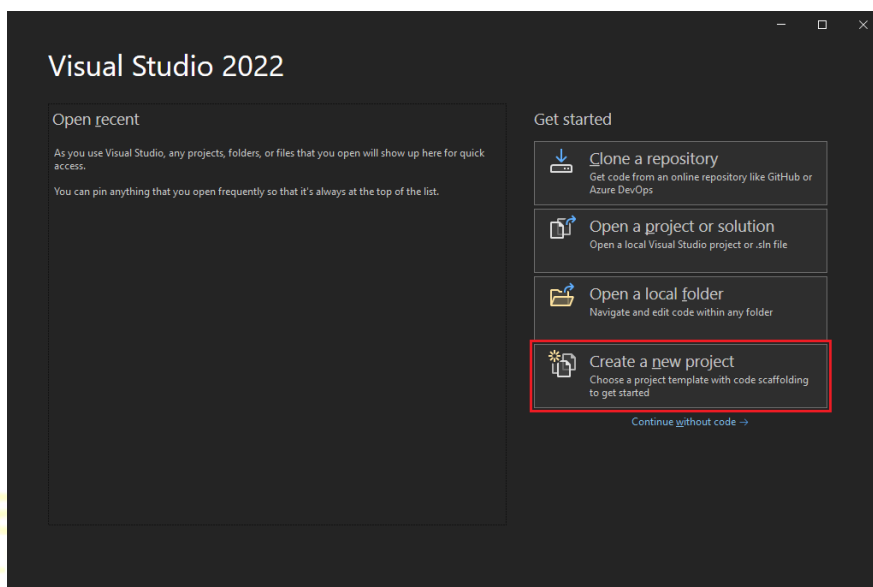 Visual Studio 2022
Open recent
As you use Visual Studio, any projects, folders, or files that you open will show up here for quick
access.
You can pin anything that you open frequently so that it's always at the top of the list.
Get started
Clone a repository
Get code from an online repository like GitHub or
Azure DevOps
Open a project or solution
Open a local Visual Studio project or .sln file
Open a local folder
Navigate and edit code within any folder
Create a new project
Choose a project template with code scaffolding
to get started
Continue without code →